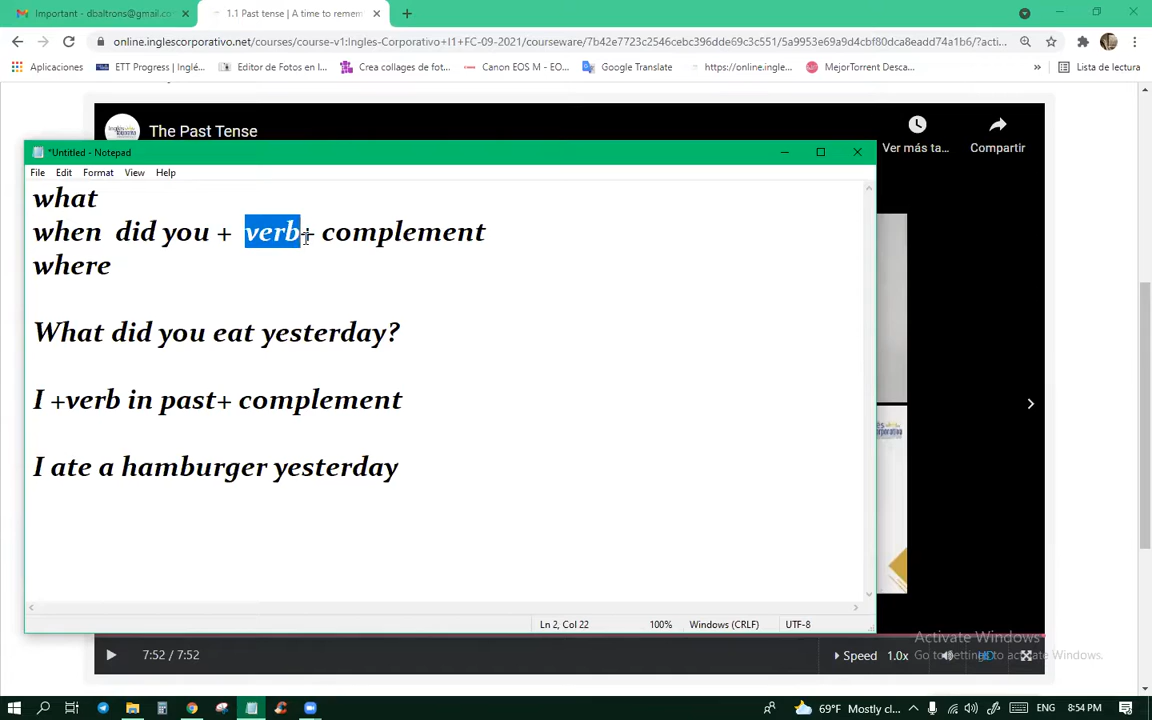 Important - dbaltrons@gmail.co
1.1 Past tense | A time to remem
online.inglescorporativo.net/courses/course-v1:Ingles-Corporativo+I1+FC-09-2021/courseware/7b42e7723c2546cebc396dde69c3c551/5a9953e69a9d4cbf80dca8eadd74c1b6/?acti...
Aplicaciones
ETT Progress | Inglé...
Editor de Fotos en l...
Crea collages de fot...
Canon EOS M - EO...
Google Translate
https://online.ingle...
MejorTorrent Desca...
»
Lista de lectura
The Past Tense
Ver más ta...
Compartir
*Untitled - Notepad
File Edit Format View Help
what
when did you + verb+ complement
where
What did you eat yesterday?
I +verb in past+ complement
I ate a hamburger yesterday
Ln 2, Col 22
100%
Windows (CRLF)
UTF-8
7:52 / 7:52
Speed 1.0x
HD
Activate Windows
Go to Settings to activate Windows.
69°F Mostly cl...
ENG
8:54 PM